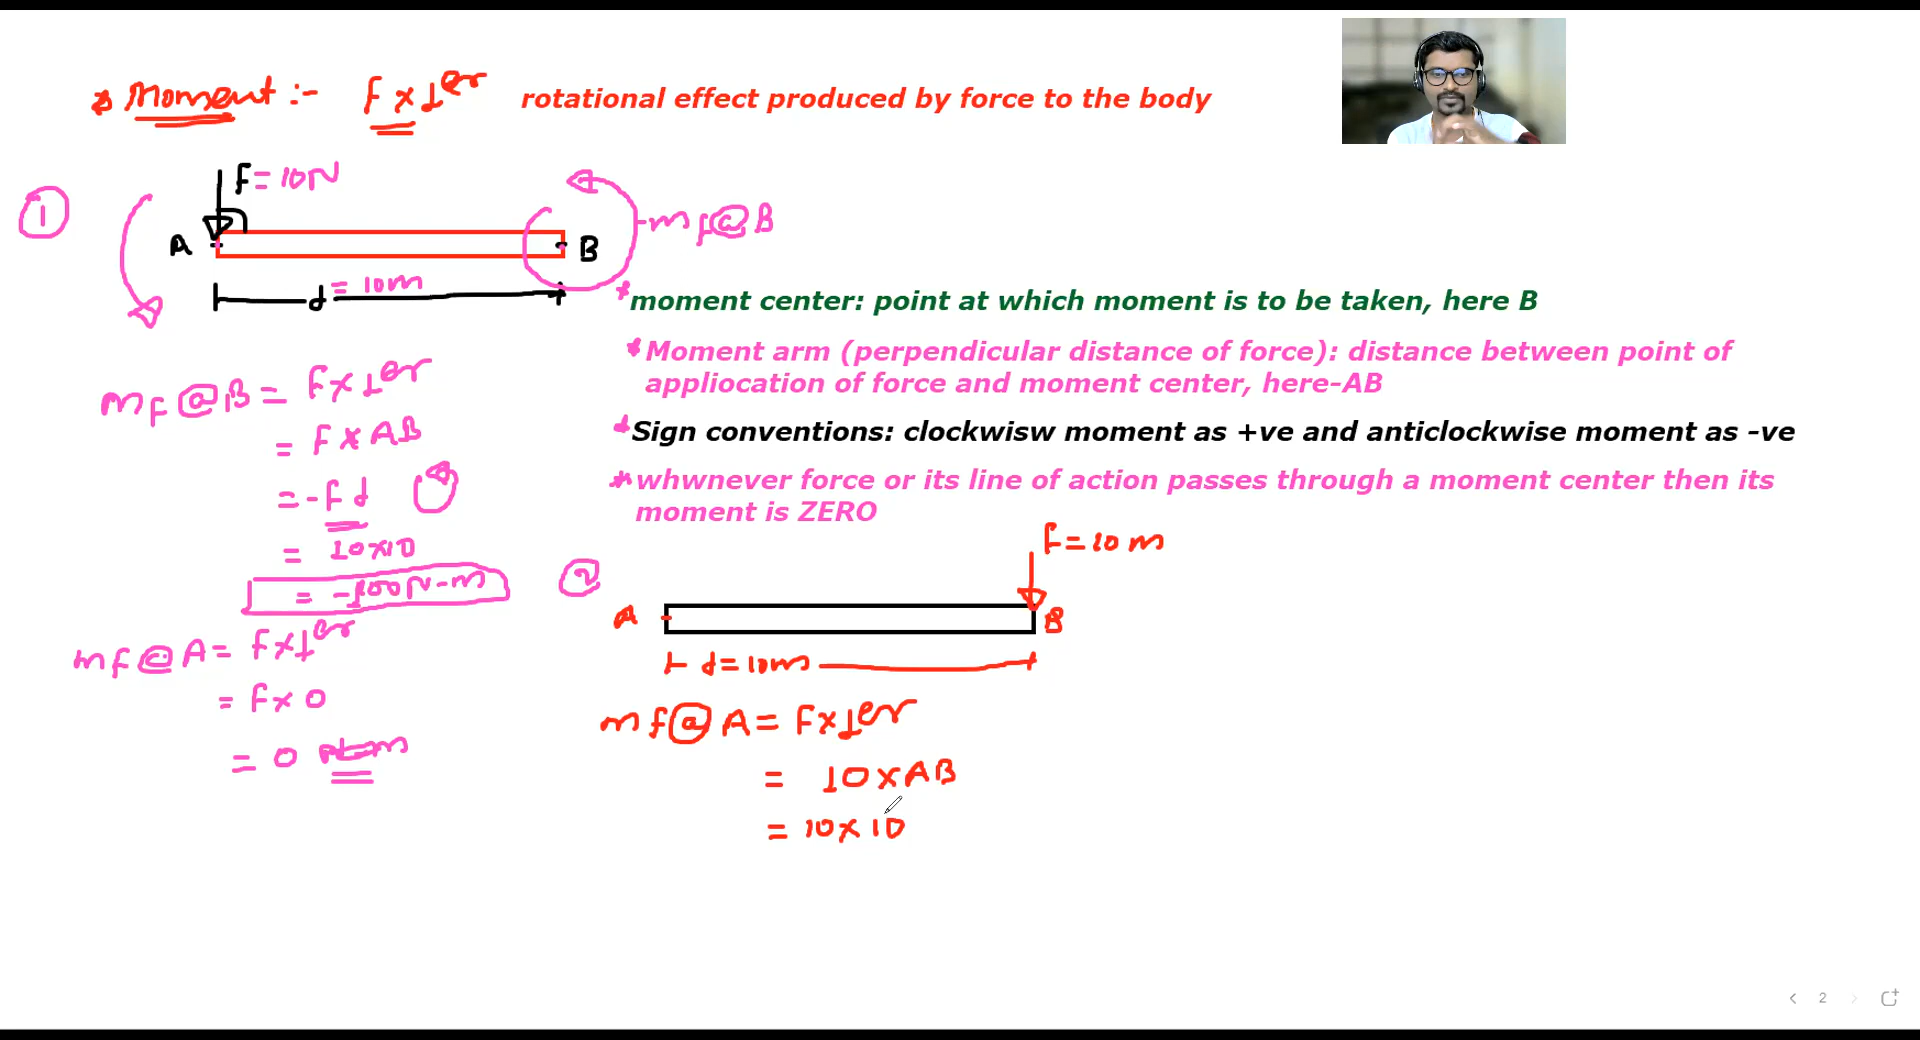 * Moment :- F x ⊥er rotational effect produced by force to the body
① F = 10N
A B mf@B
d = 10m
* moment center: point at which moment is to be taken, here B
* Moment arm (perpendicular distance of force): distance between point of
appliocation of force and moment center, here-AB
* Sign conventions: clockwisw moment as +ve and anticlockwise moment as -ve
* whwnever force or its line of action passes through a moment center then its
moment is ZERO
mF@B = F x ⊥er
= F x AB
= -F d
= 10x10
= -100N-m
mf@A = F x ⊥er
= F x 0
= 0
② F = 10 m
A B
d = 10m
mf@A = F x ⊥er
= 10 x AB
= 10 x 10
2